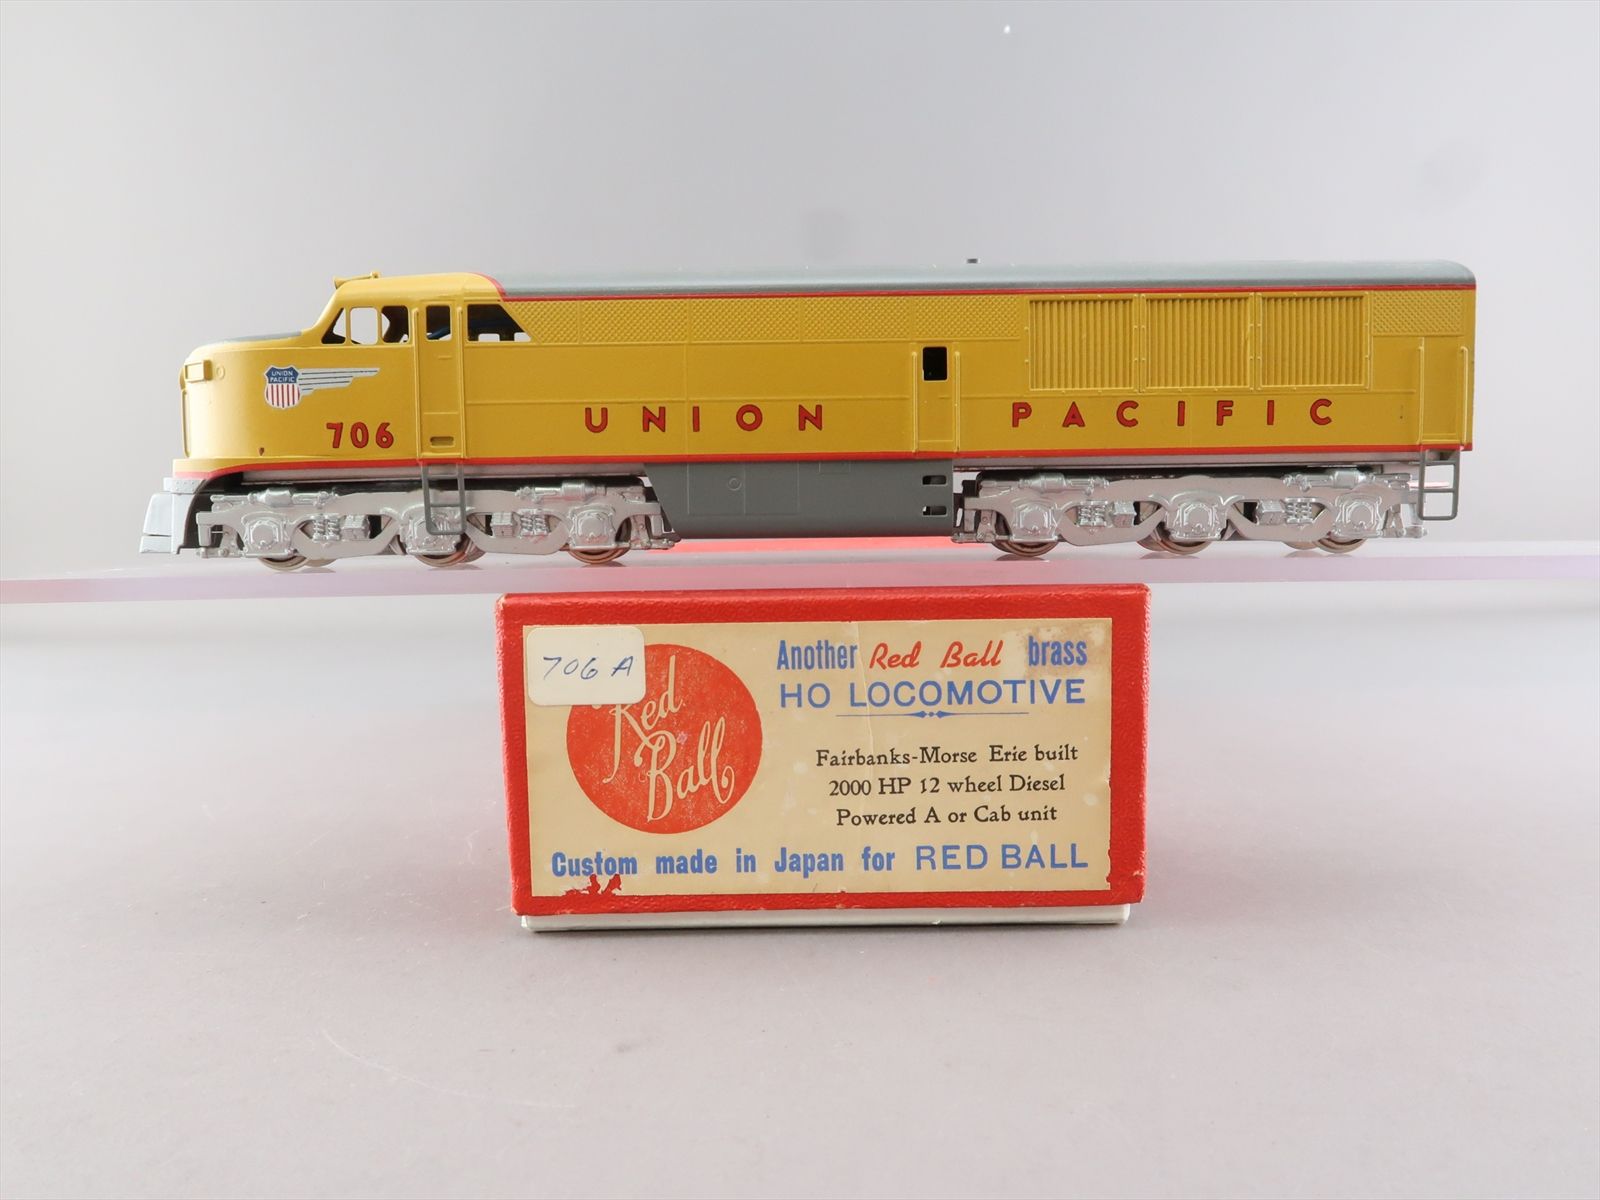 UNION
PACIFIC
706
UNION PACIFIC
706 A
Red
Ball
Another Red Ball brass
HO LOCOMOTIVE
Fairbanks-Morse Erie built
2000 HP 12 wheel Diesel
Powered A or Cab unit
Custom made in Japan for RED BALL